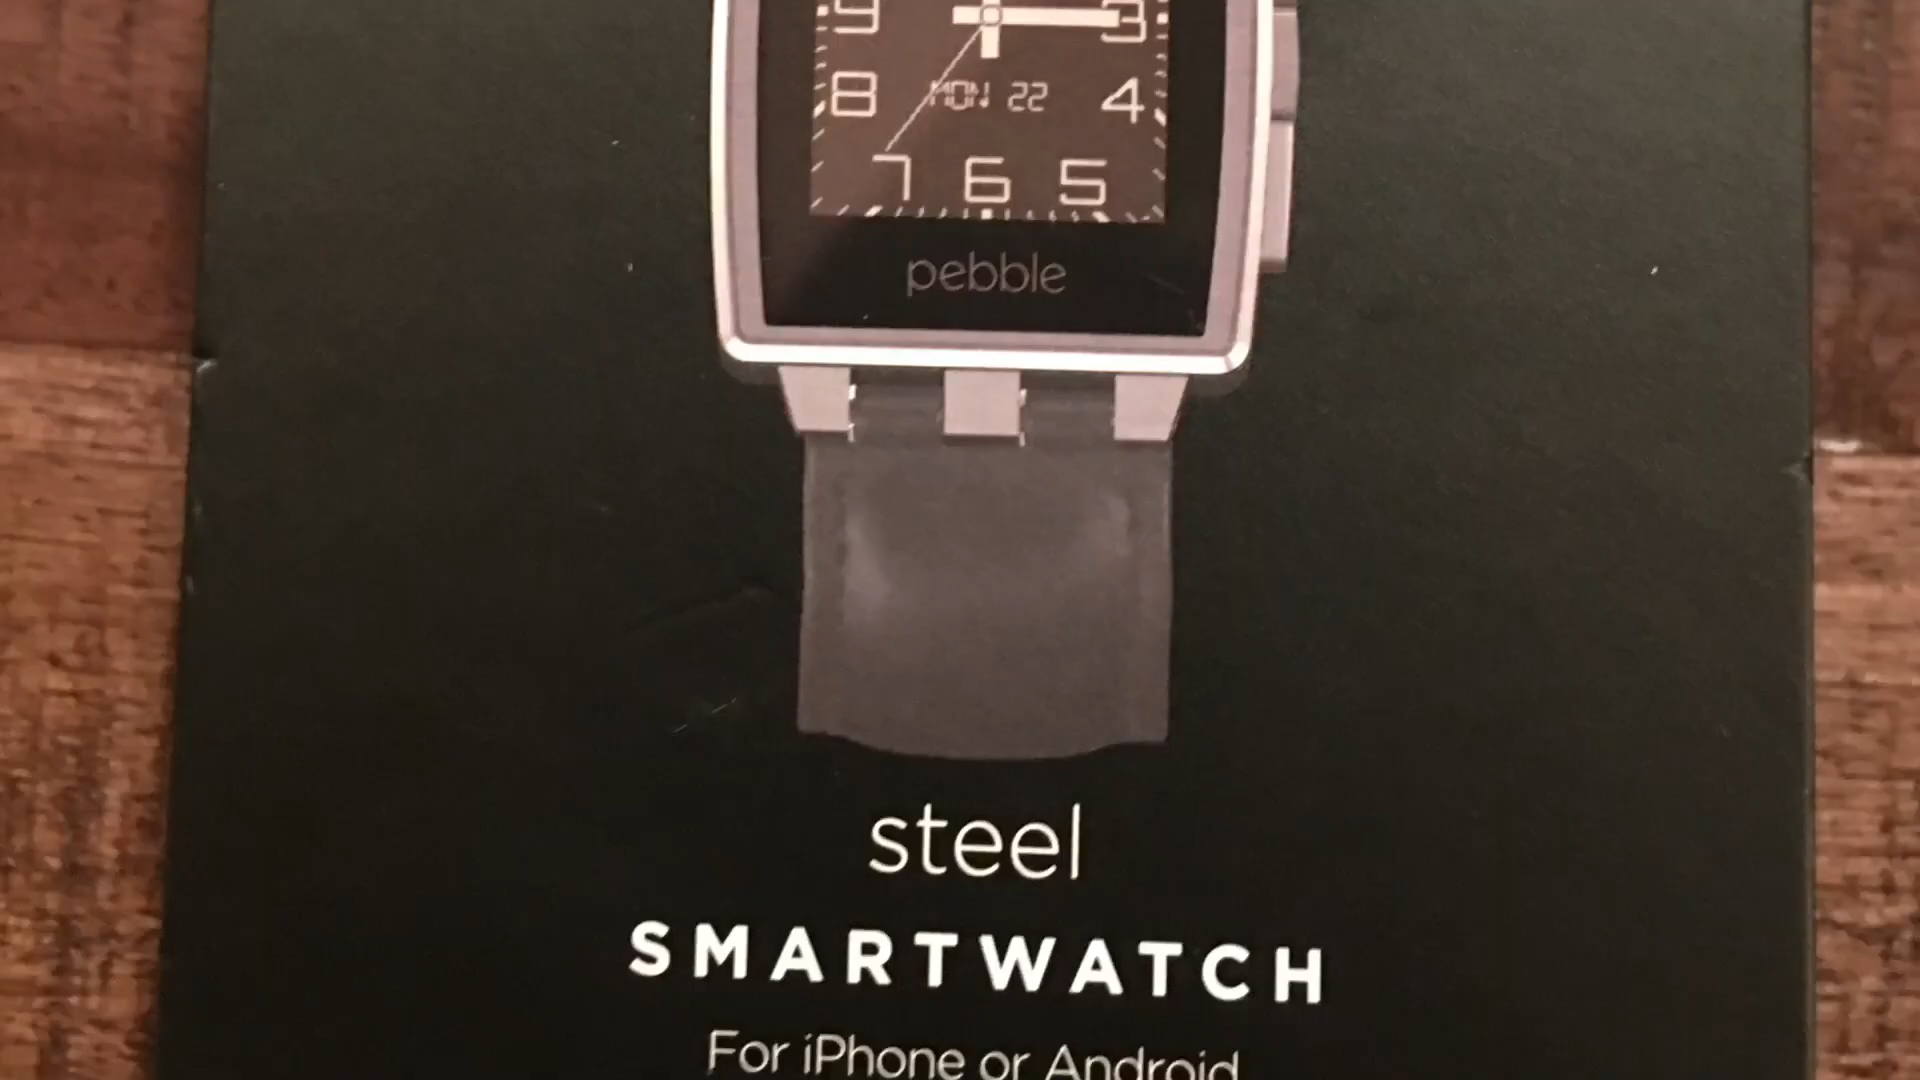 9 3
8 MON 22 4
7 6 5
pebble
steel
SMARTWATCH
For iPhone or Android